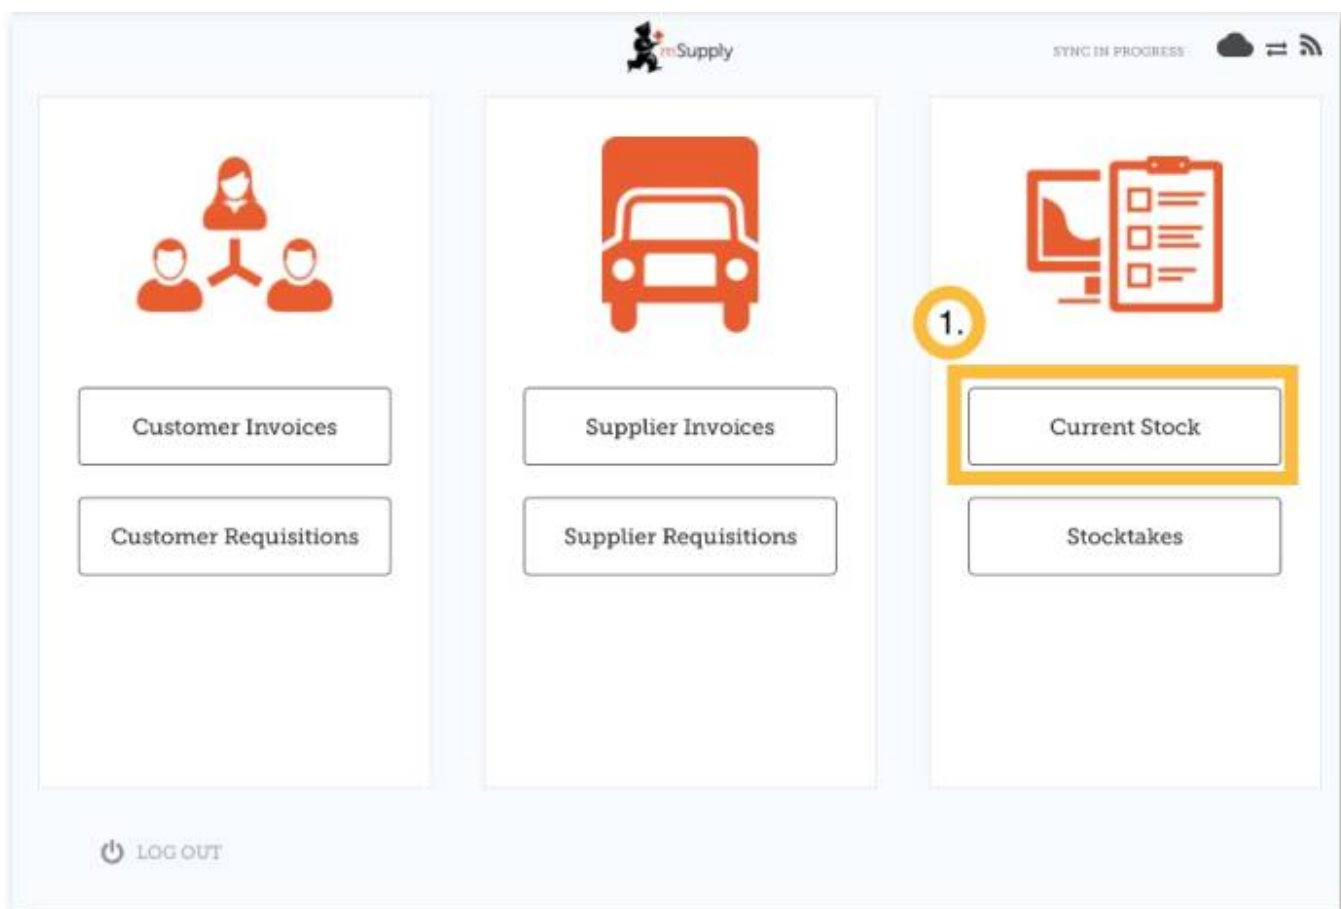 mSupply
SYNC IN PROGRESS
1.
Customer Invoices
Supplier Invoices
Current Stock
Customer Requisitions
Supplier Requisitions
Stocktakes
LOG OUT